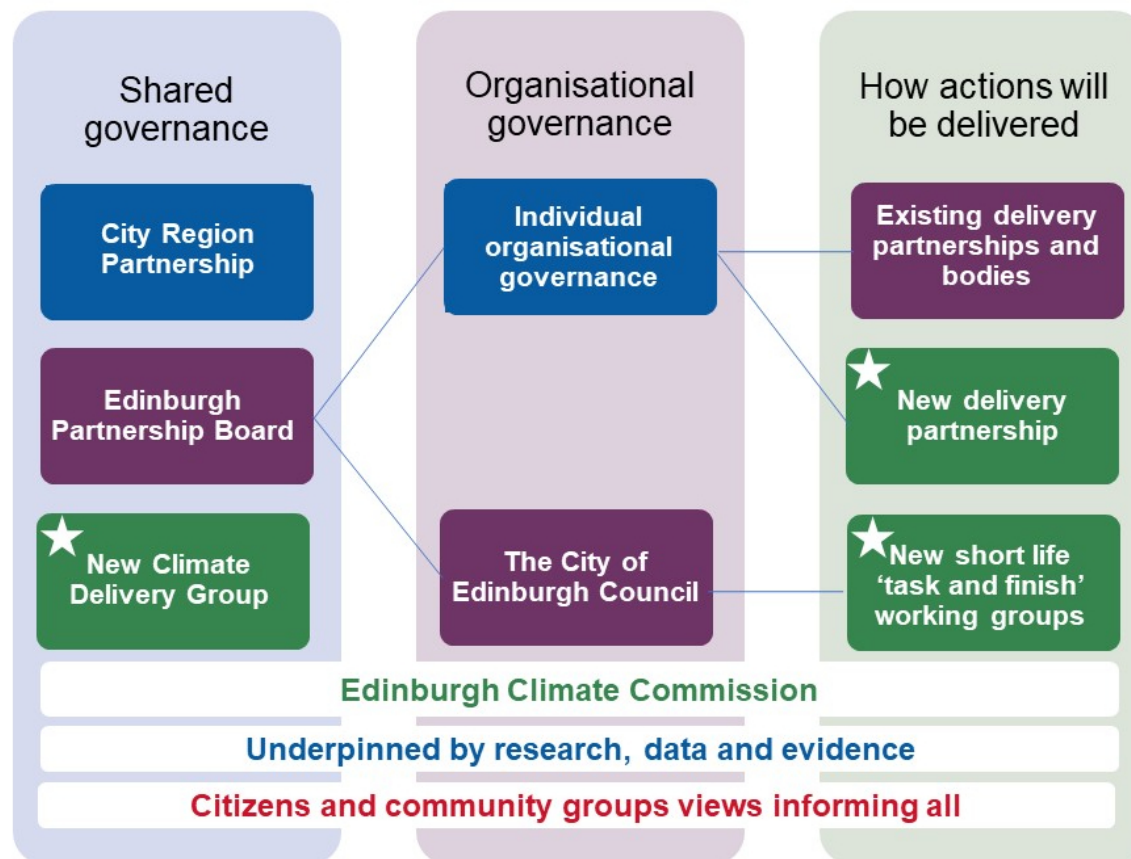 Shared
governance
City Region
Partnership
Edinburgh
Partnership Board
New Climate
Delivery Group
Organisational
governance
Individual
organisational
governance
The City of
Edinburgh Council
How actions will
be delivered
Existing delivery
partnerships and
bodies
New delivery
partnership
New short life
‘task and finish’
working groups
Edinburgh Climate Commission
Underpinned by research, data and evidence
Citizens and community groups views informing all